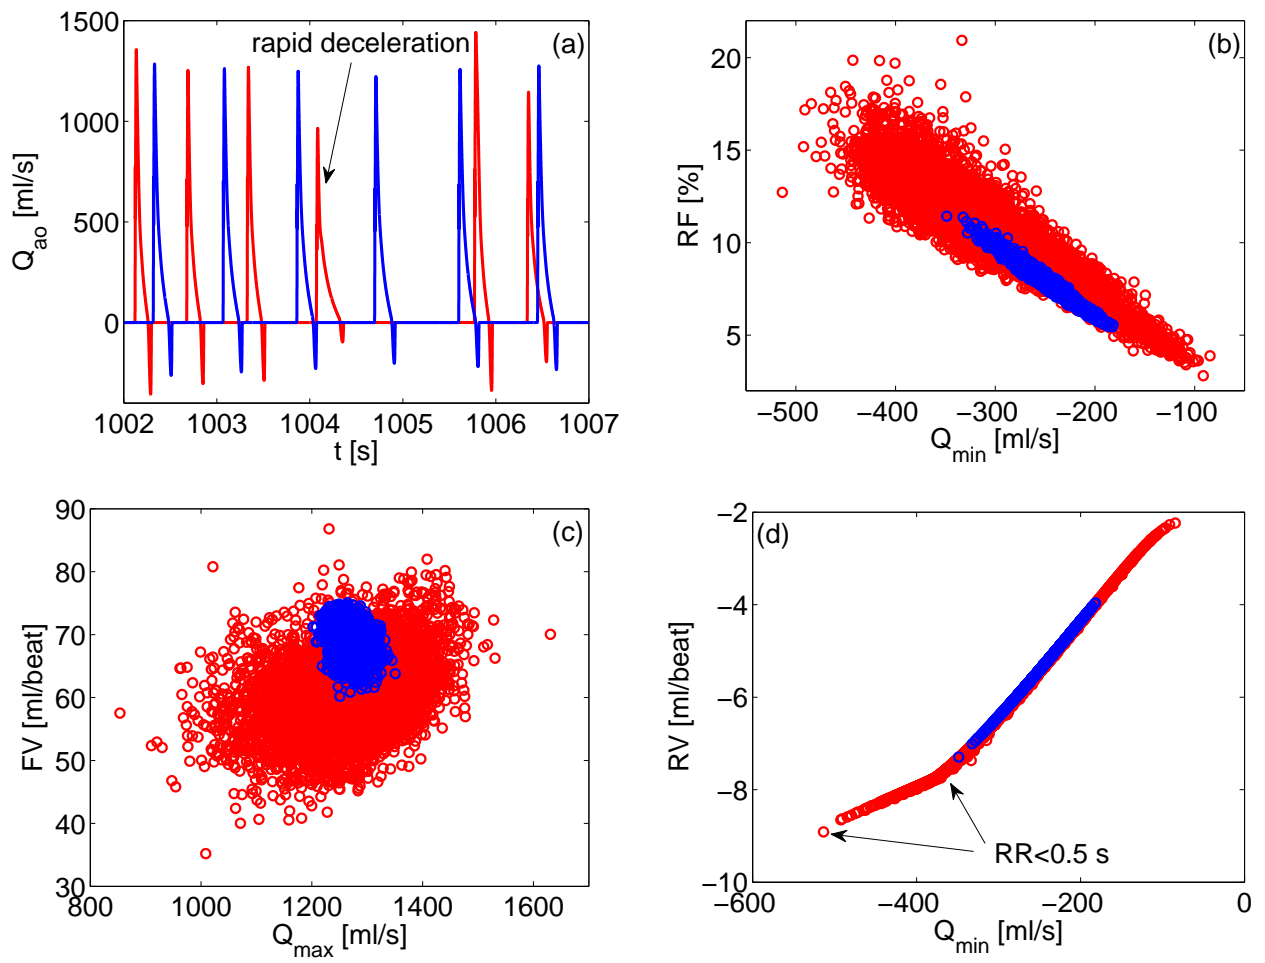 1500
1000
500
0
Q_ao [ml/s]
rapid deceleration
(a)
1002
1003
1004
1005
1006
1007
t [s]
20
15
10
5
RF [%]
(b)
−500
−400
−300
−200
−100
Q_min [ml/s]
90
80
70
60
50
40
30
FV [ml/beat]
(c)
800
1000
1200
1400
1600
Q_max [ml/s]
−2
−4
−6
−8
−10
RV [ml/beat]
(d)
RR<0.5 s
−600
−400
−200
0
Q_min [ml/s]